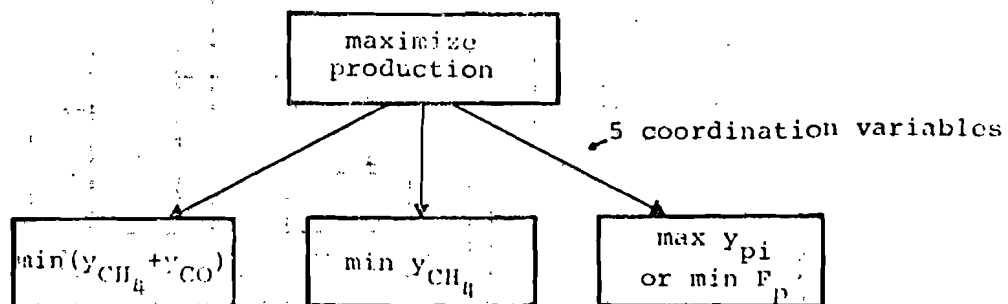 maximize
production
5 coordination variables
min(y_CH₄+y_CO)
min y_CH₄
max y_pi
or min F_p